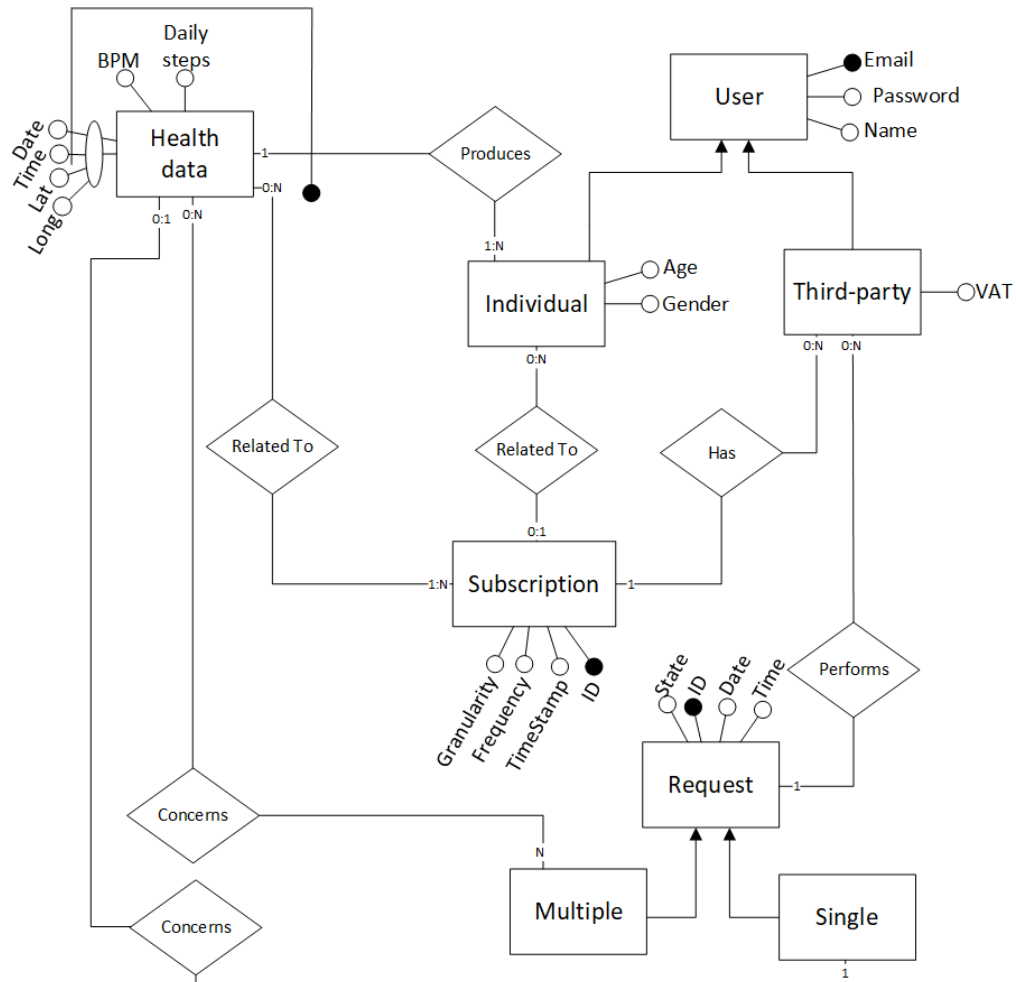 Daily
steps
BPM
Email
User
Password
Name
Date
Time
Lat
Long
Health
data
1
Produces
0:N
0:1
0:N
1:N
Age
Individual
Gender
Third-party
VAT
0:N
0:N
0:N
Related To
Related To
Has
0:1
1:N
Subscription
1
Granularity
Frequency
TimeStamp
ID
Performs
State
ID
Date
Time
Request
1
Concerns
N
Multiple
Single
Concerns
1